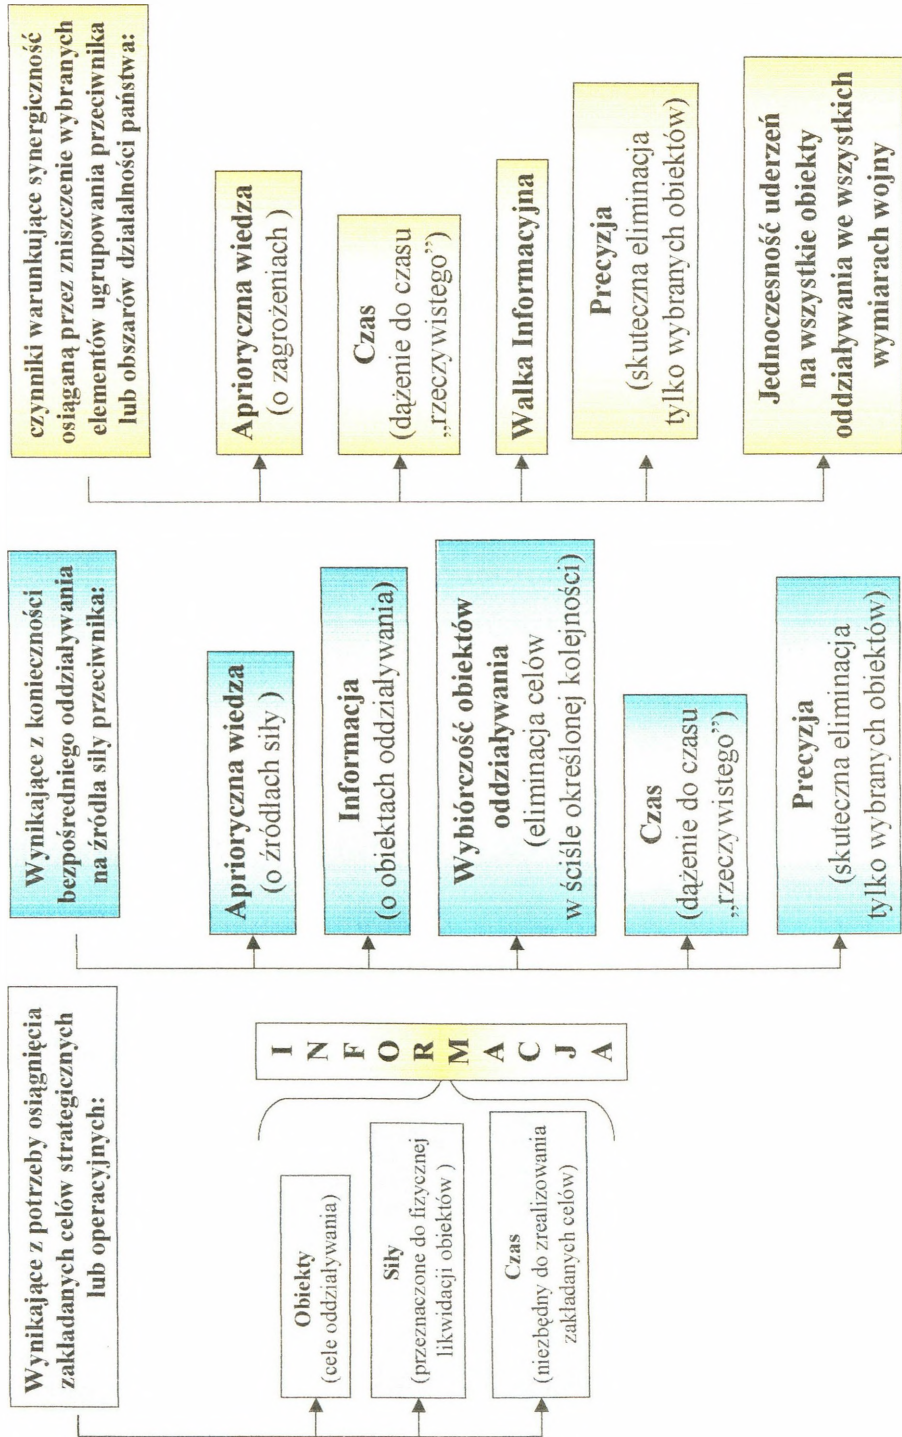 Wynikające z potrzeby osiągnięcia
zakładanych celów strategicznych
lub operacyjnych:
Obiekty
(cele oddziaływania)
Siły
(przeznaczone do fizycznej
likwidacji obiektów )
Czas
(niezbędny do zrealizowania
zakładanych celów)
I
N
F
O
R
M
A
C
J
A
Wynikające z konieczności
bezpośredniego oddziaływania
na źródła siły przeciwnika:
Aprioryczna wiedza
(o źródłach siły )
Informacja
(o obiektach oddziaływania)
Wybiórczość obiektów
oddziaływania
(eliminacja celów
w ściśle określonej kolejności)
Czas
(dążenie do czasu
„rzeczywistego”)
Precyzja
(skuteczna eliminacja
tylko wybranych obiektów)
czynniki warunkujące synergiczność
osiąganą przez zniszczenie wybranych
elementów ugrupowania przeciwnika
lub obszarów działalności państwa:
Aprioryczna wiedza
(o zagrożeniach )
Czas
(dążenie do czasu
„rzeczywistego”)
Walka Informacyjna
Precyzja
(skuteczna eliminacja
tylko wybranych obiektów)
Jednoczesność uderzeń
na wszystkie obiekty
oddziaływania we wszystkich
wymiarach wojny